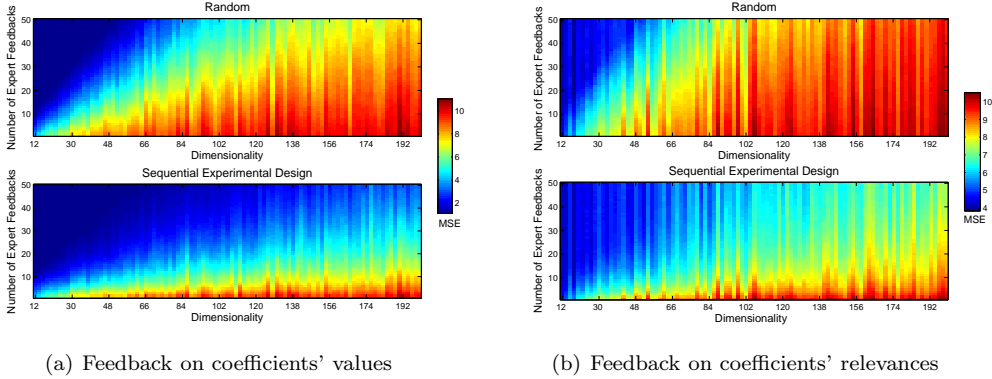 Random
Number of Expert Feedbacks
50
40
30
20
10
12 30 48 66 84 102 120 138 156 174 192
Dimensionality
Sequential Experimental Design
Number of Expert Feedbacks
50
40
30
20
10
12 30 48 66 84 102 120 138 156 174 192
Dimensionality
10
8
6
4
2
MSE
(a) Feedback on coefficients' values
Random
Number of Expert Feedbacks
50
40
30
20
10
12 30 48 66 84 102 120 138 156 174 192
Dimensionality
Sequential Experimental Design
Number of Expert Feedbacks
50
40
30
20
10
12 30 48 66 84 102 120 138 156 174 192
Dimensionality
10
9
8
7
6
5
4
MSE
(b) Feedback on coefficients' relevances